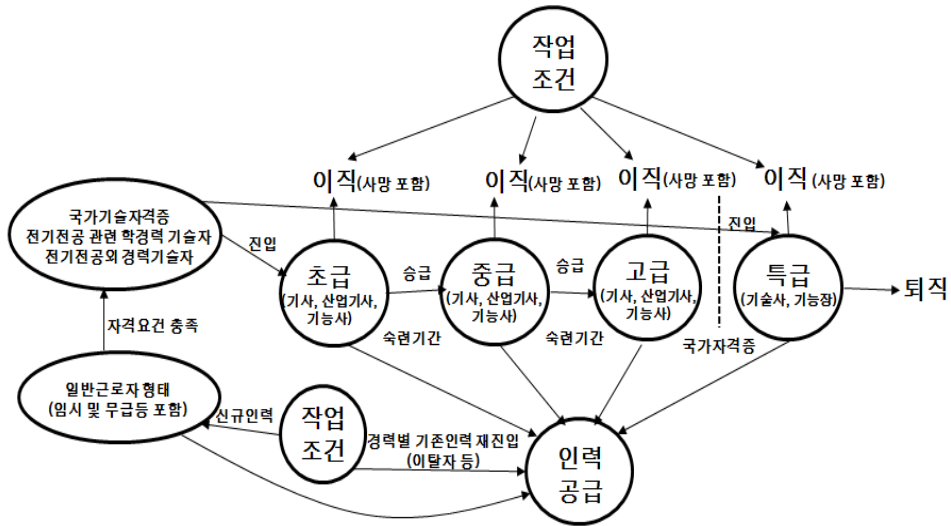 작업
조건
이직(사망 포함)
이직(사망 포함)
이직(사망 포함)
이직(사망 포함)
국가기술자격증
전기전공 관련 학경력 기술자
전기전공외 경력기술자
진입
진입
초급
(기사, 산업기사,
기능사)
승급
중급
(기사, 산업기사,
기능사)
승급
고급
(기사, 산업기사,
기능사)
특급
(기술사, 기능장)
퇴직
자격요건 충족
숙련기간
숙련기간
국가자격증
일반근로자 형태
(임시 및 무급등 포함)
신규인력
작업
조건
경력별 기존인력 재진입
(이탈자 등)
인력
공급